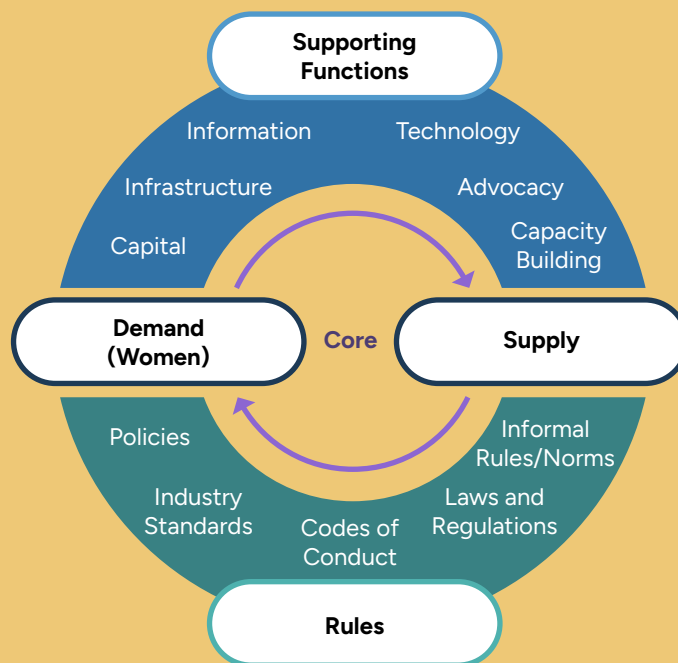 Supporting
Functions
Information
Technology
Infrastructure
Advocacy
Capital
Capacity
Building
Demand
(Women)
Core
Supply
Policies
Informal
Rules/Norms
Industry
Standards
Laws and
Regulations
Codes of
Conduct
Rules